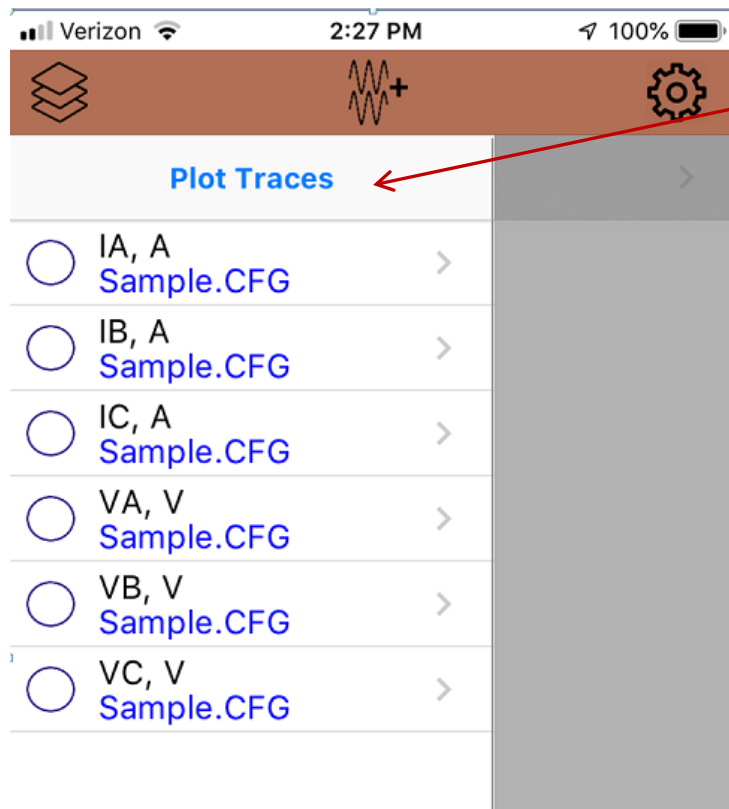 Verizon 2:27 PM 100%
Plot Traces
IA, A
Sample.CFG
IB, A
Sample.CFG
IC, A
Sample.CFG
VA, V
Sample.CFG
VB, V
Sample.CFG
VC, V
Sample.CFG